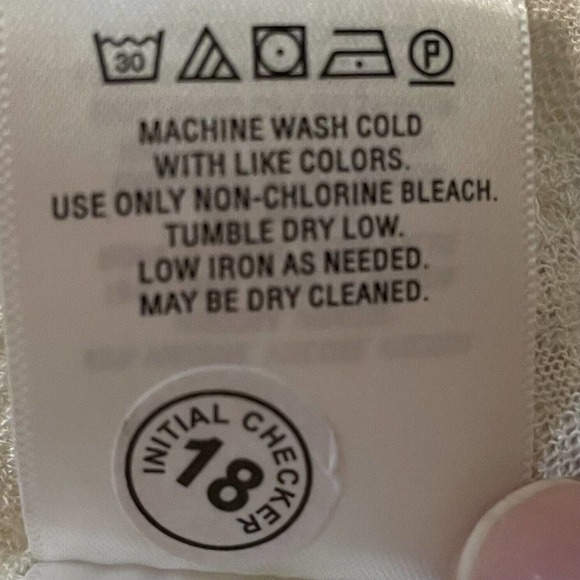 30
P
MACHINE WASH COLD
WITH LIKE COLORS.
USE ONLY NON-CHLORINE BLEACH.
TUMBLE DRY LOW.
LOW IRON AS NEEDED.
MAY BE DRY CLEANED.
INITIAL CHECKER
18